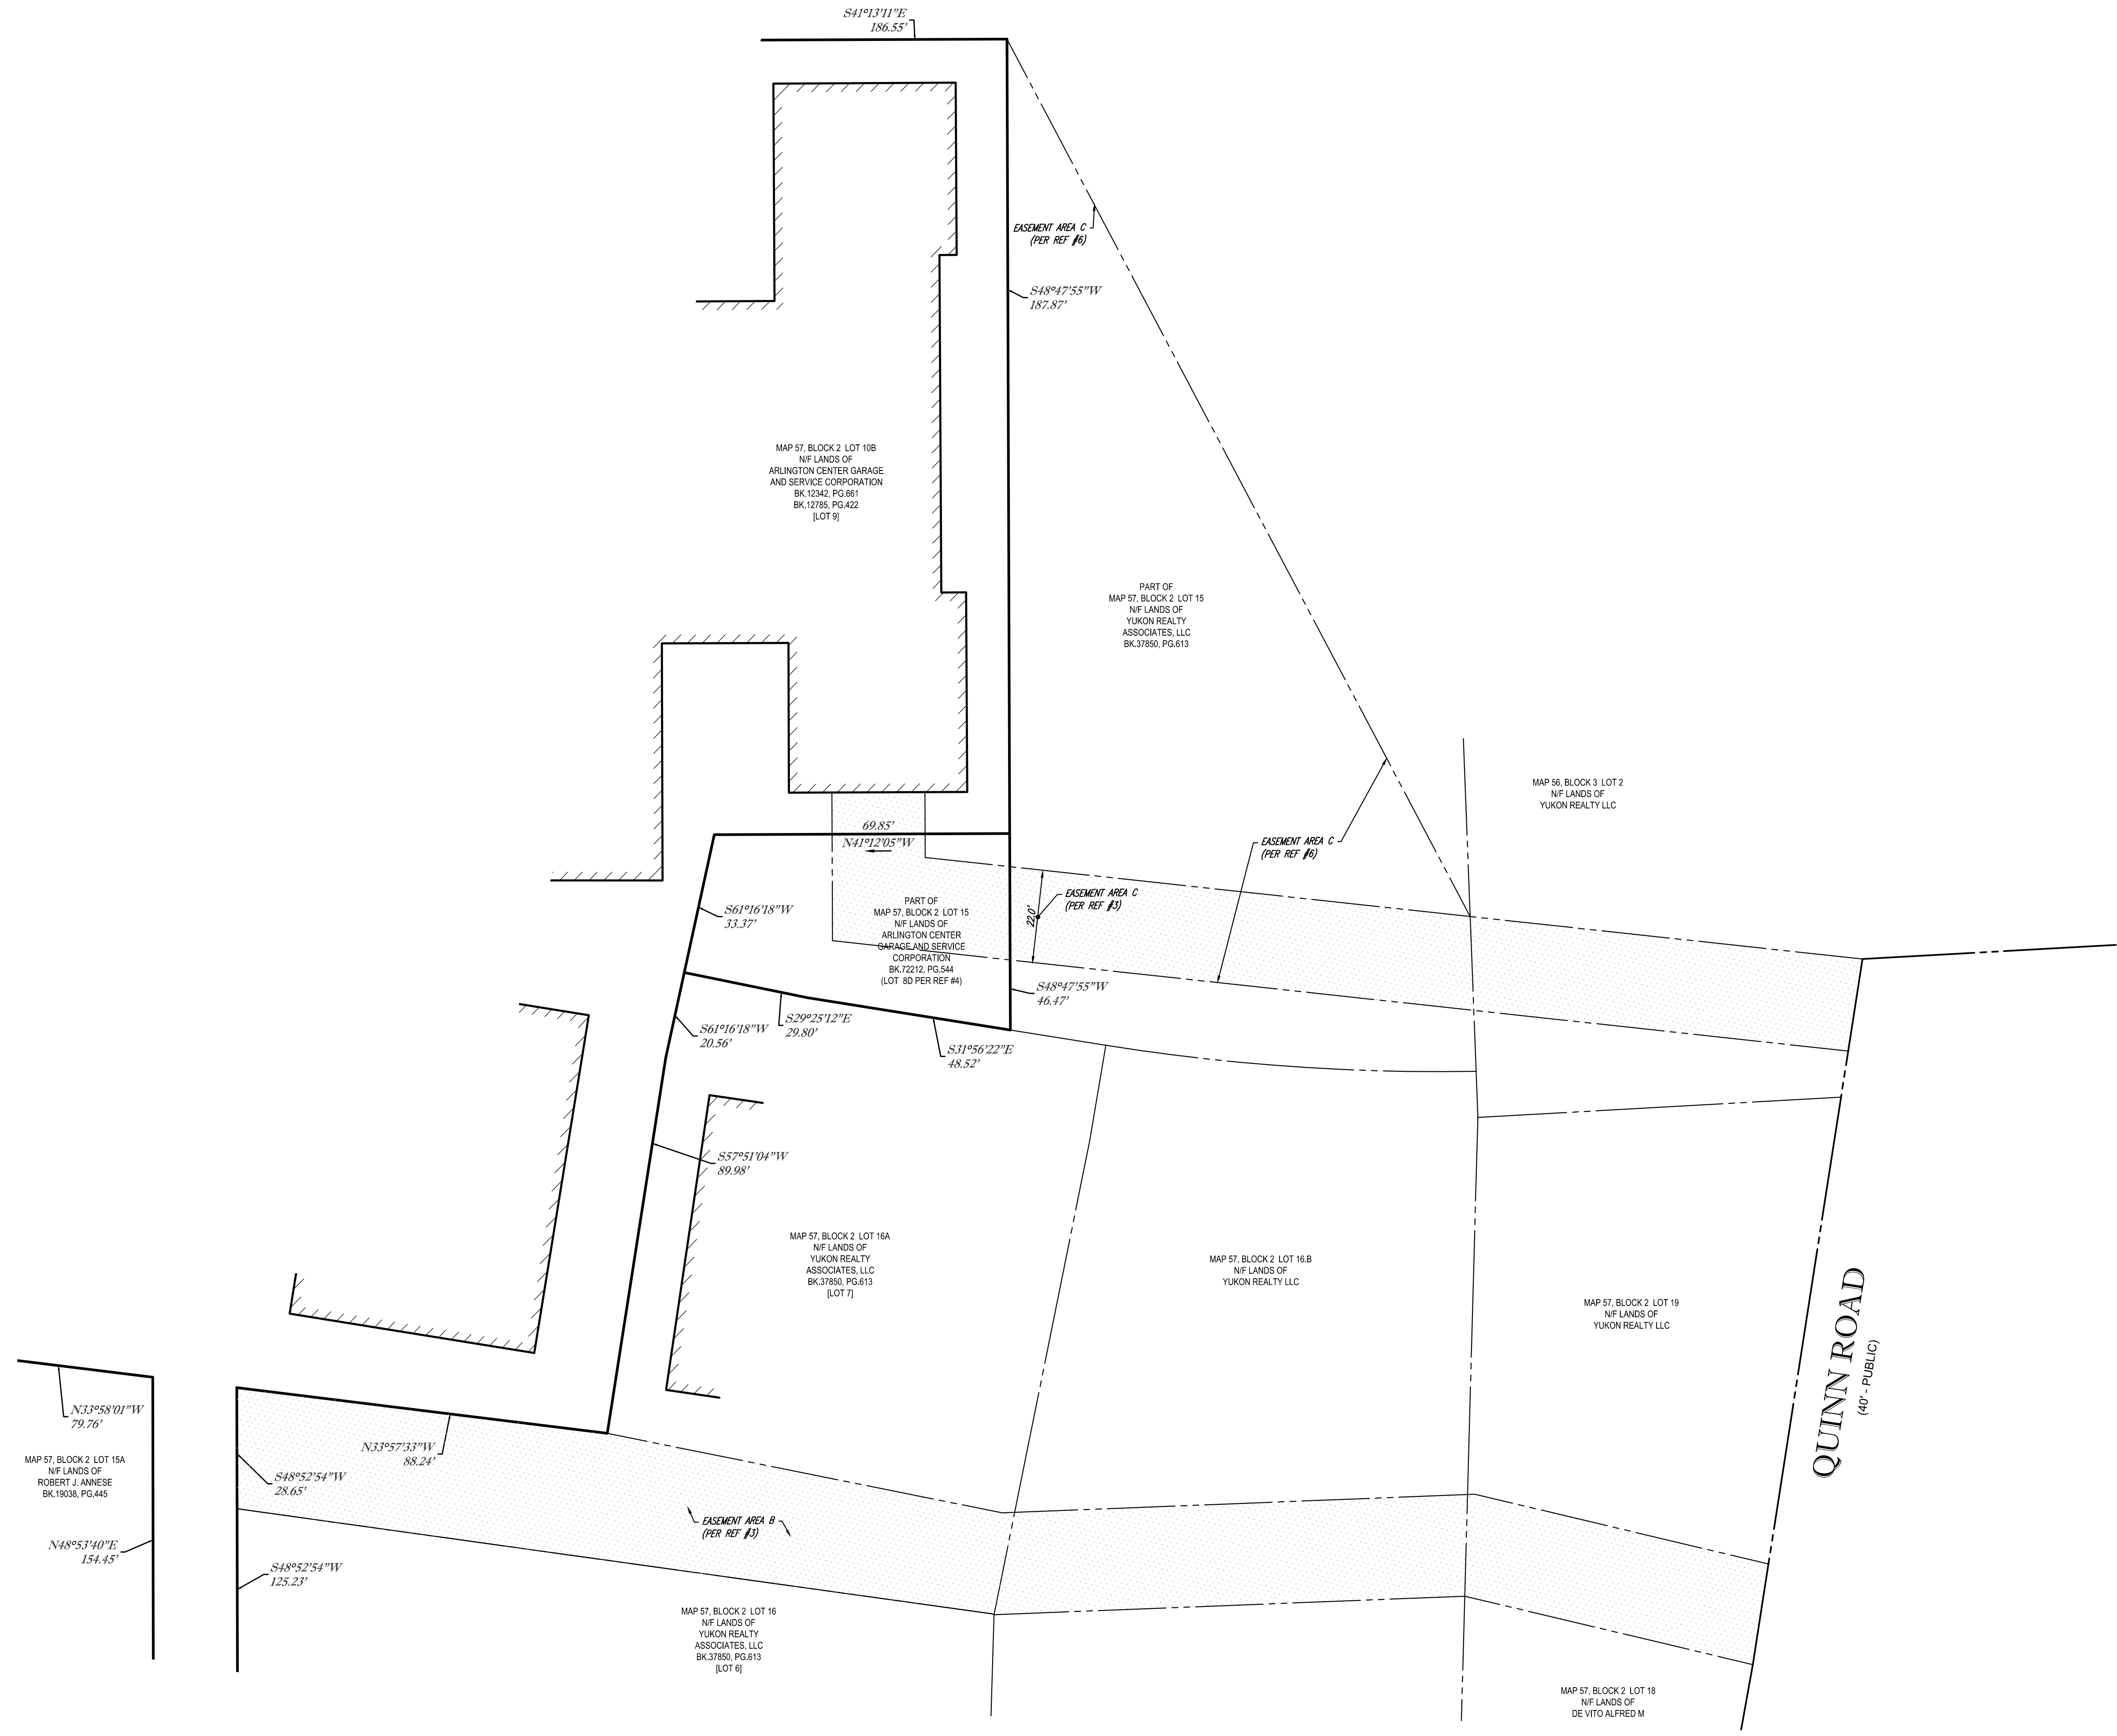 S41°13'11"E
186.55'
EASEMENT AREA C
(PER REF #6)
S48°47'55"W
187.87'
MAP 57, BLOCK 2 LOT 10B
N/F LANDS OF
ARLINGTON CENTER GARAGE
AND SERVICE CORPORATION
BK.12342, PG.661
BK.12785, PG.422
[LOT 9]
PART OF
MAP 57, BLOCK 2 LOT 15
N/F LANDS OF
YUKON REALTY
ASSOCIATES, LLC
BK.37850, PG.613
MAP 56, BLOCK 3 LOT 2
N/F LANDS OF
YUKON REALTY LLC
69.85'
N41°12'05"W
EASEMENT AREA C
(PER REF #6)
EASEMENT AREA C
(PER REF #3)
22.0'
S61°16'18"W
33.37'
PART OF
MAP 57, BLOCK 2 LOT 15
N/F LANDS OF
ARLINGTON CENTER
GARAGE AND SERVICE
CORPORATION
BK.72212, PG.544
(LOT 8D PER REF #4)
S48°47'55"W
46.47'
S29°25'12"E
29.80'
S61°16'18"W
20.56'
S31°56'22"E
48.52'
S57°51'04"W
89.98'
MAP 57, BLOCK 2 LOT 16A
N/F LANDS OF
YUKON REALTY
ASSOCIATES, LLC
BK.37850, PG.613
[LOT 7]
MAP 57, BLOCK 2 LOT 16.B
N/F LANDS OF
YUKON REALTY LLC
MAP 57, BLOCK 2 LOT 19
N/F LANDS OF
YUKON REALTY LLC
QUINN ROAD
(40' - PUBLIC)
N33°58'01"W
79.76'
N33°57'33"W
88.24'
MAP 57, BLOCK 2 LOT 15A
N/F LANDS OF
ROBERT J. ANNESE
BK.19038, PG.445
S48°52'54"W
28.65'
EASEMENT AREA B
(PER REF #3)
N48°53'40"E
154.45'
S48°52'54"W
125.23'
MAP 57, BLOCK 2 LOT 16
N/F LANDS OF
YUKON REALTY
ASSOCIATES, LLC
BK.37850, PG.613
[LOT 6]
MAP 57, BLOCK 2 LOT 18
N/F LANDS OF
DE VITO ALFRED M